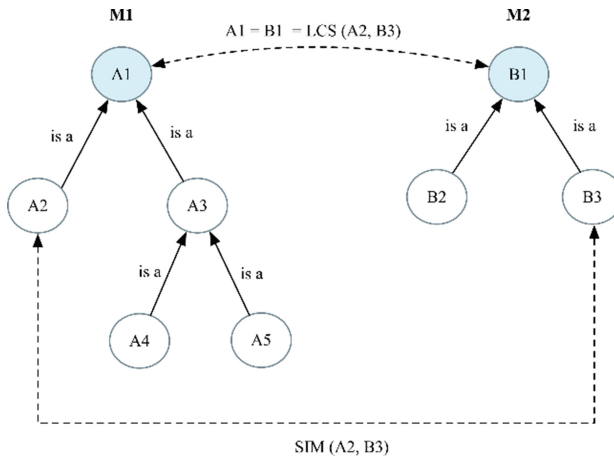 M1
M2
A1 = B1 = LCS (A2, B3)
A1
B1
is a
is a
is a
is a
A2
A3
B2
B3
is a
is a
A4
A5
SIM (A2, B3)